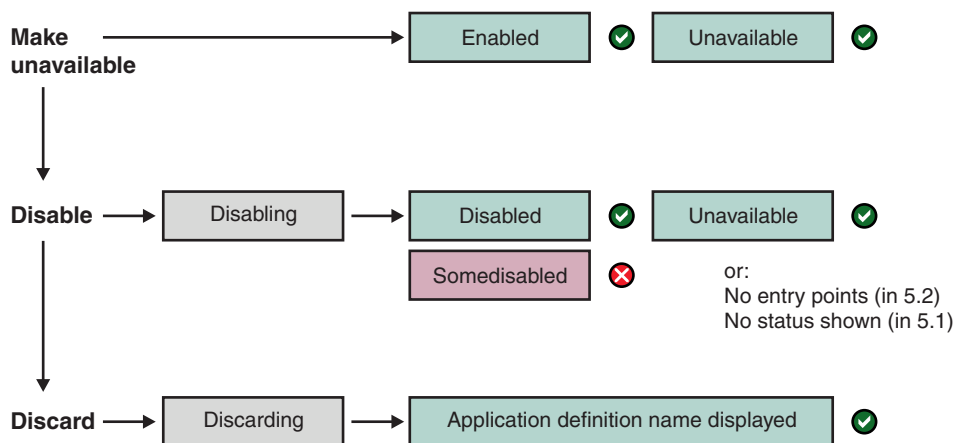 Make
unavailable
Enabled
Unavailable
Disable
Disabling
Disabled
Unavailable
Somedisabled
or:
No entry points (in 5.2)
No status shown (in 5.1)
Discard
Discarding
Application definition name displayed